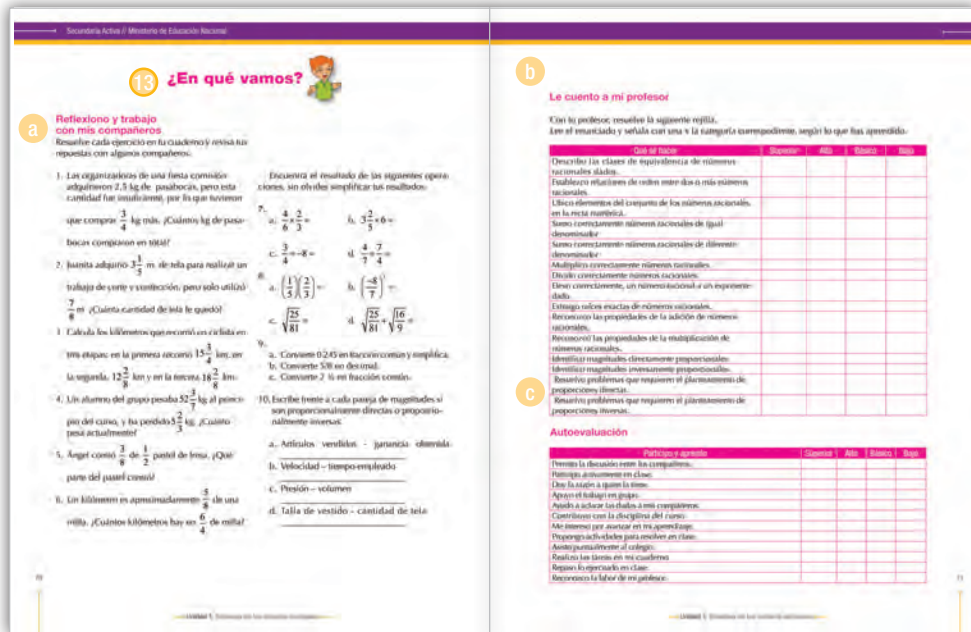 Secundaria Activa // Ministerio de Educación Nacional
13 ¿En qué vamos?
a
Reflexiono y trabajo
con mis compañeros
Resuelve cada ejercicio en tu cuaderno y revisa tus
repuestas con algunos compañeros.
1. Las organizadoras de una fiesta comisión
adquirieron 2,5 kg de pasabocas, pero esta
cantidad fue insuficiente, por lo que tuvieron
que comprar 3/4 kg más. ¿Cuántos kg de pasa-
bocas compraron en total?
2. Juanita adquirió 3 1/5 m de tela para realizar un
trabajo de corte y confección, pero solo utilizó
7/8 m ¿Cuánta cantidad de tela le quedó?
3 Calcula los kilómetros que recorrió un ciclista en
tres etapas: en la primera recorrió 15 3/4 km, en
la segunda, 12 2/8 km y en la tercera 18 2/8 km.
4. Un alumno del grupo pesaba 52 3/7 kg al princi-
pio del curso, y ha perdido 5 2/3 kg. ¿Cuánto
pesa actualmente?
5. Ángel comió 3/8 de 1/2 pastel de fresa. ¿Qué
parte del pastel comió?
6. Un kilómetro es aproximadamente 5/8 de una
milla. ¿Cuántos kilómetros hay en 6/4 de milla?
Encuentra el resultado de las siguientes opera-
ciones, sin olvides simplificar tus resultados:
7.
a. 4/6 × 2/3 = b. 3 2/5 × 6 =
c. 3/4 ÷ -8 = d. 4/7 ÷ 7/4 =
8.
a. (1/5)(2/3) = b. (-8/7) =
c. √25/81 = d. √25/81 + √16/9 =
9.
a. Convierte 0.245 en fracción común y simplifica.
b. Convierte 5/8 en decimal.
c. Convierte 2 ½ en fracción común.
10. Escribe frente a cada pareja de magnitudes si
son proporcionalmente directas o proporcio-
nalmente inversas:
a. Artículos vendidos - ganancia obtenida
b. Velocidad – tiempo empleado
c. Presión – volumen
d. Talla de vestido – cantidad de tela
70
Unidad 1
b
Le cuento a mi profesor
Con tu profesor, resuelve la siguiente rejilla.
Lee el enunciado y señala con una x la categoría correspondiente, según lo que has aprendido.
Qué sé hacer Superior Alto Básico Bajo
Describo las clases de equivalencia de números
racionales dados.
Establezco relaciones de orden entre dos o más números
racionales.
Ubico elementos del conjunto de los números racionales,
en la recta numérica.
Sumo correctamente números racionales de igual
denominador
Sumo correctamente números racionales de diferente
denominador
Multiplico correctamente números racionales.
Divido correctamente números racionales.
Elevo correctamente, un número racional a un exponente
dado.
Extraigo raíces exactas de números racionales.
Reconozco las propiedades de la adición de números
racionales.
Reconozco las propiedades de la multiplicación de
números racionales.
Identifico magnitudes directamente proporcionales.
Identifico magnitudes inversamente proporcionales.
Resuelvo problemas que requieren el planteamiento de
proporciones directas.
Resuelvo problemas que requieren el planteamiento de
proporciones inversas.
c
Autoevaluación
Participo y aprendo Superior Alto Básico Bajo
Permito la discusión entre los compañeros.
Participo activamente en clase.
Doy la razón a quien la tiene.
Apoyo el trabajo en grupo.
Ayudo a aclarar las dudas a mis compañeros.
Contribuyo con la disciplina del curso.
Me intereso por avanzar en mi aprendizaje.
Propongo actividades para resolver en clase.
Asisto puntualmente al colegio.
Realizo las tareas en mi cuaderno
Repaso lo ejercitado en clase.
Reconozco la labor de mi profesor.
71
Unidad 1